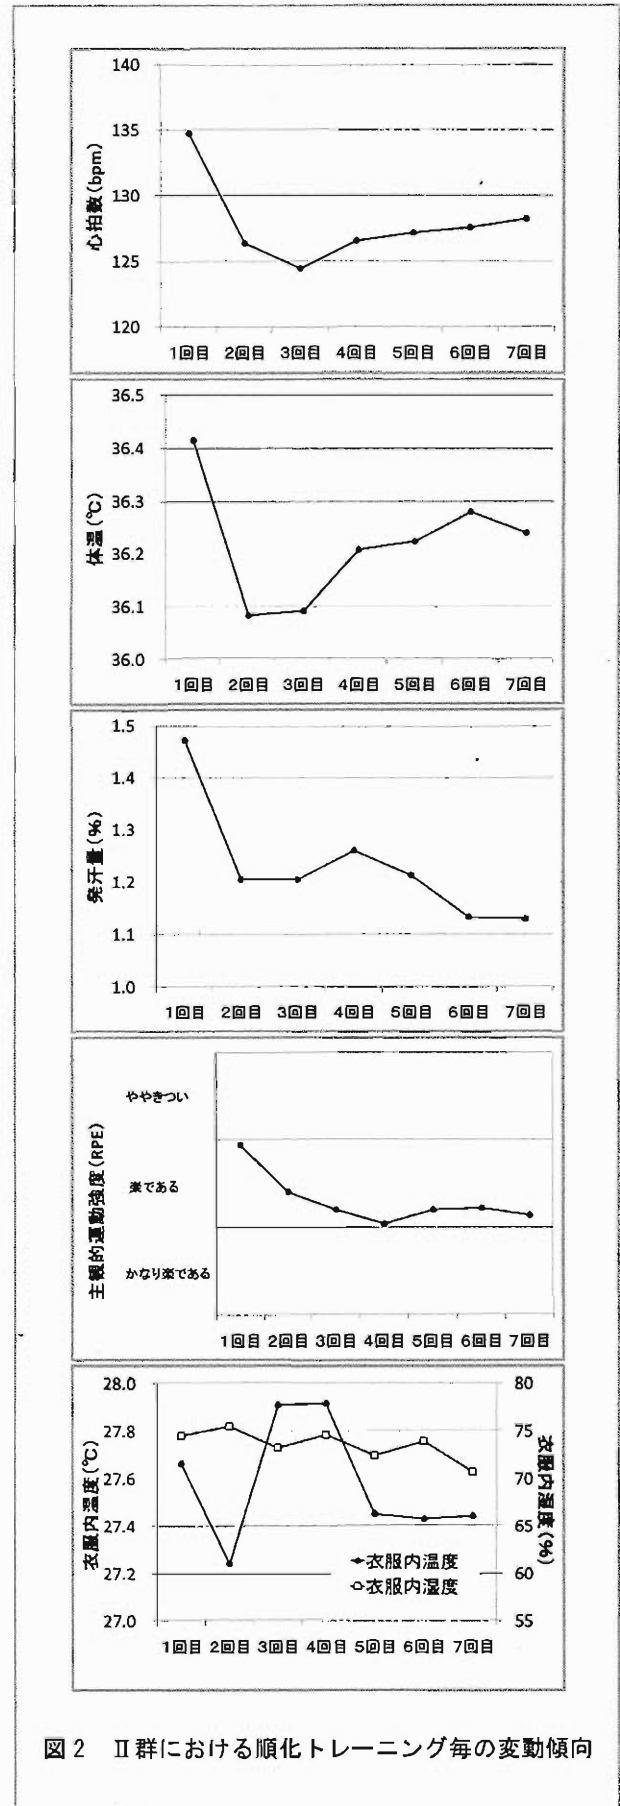 140
135
130
125
120
心拍数(bpm)
1回目 2回目 3回目 4回目 5回目 6回目 7回目
36.5
36.4
36.3
36.2
36.1
36.0
体温(℃)
1回目 2回目 3回目 4回目 5回目 6回目 7回目
1.5
1.4
1.3
1.2
1.1
1.0
発汗量(%)
1回目 2回目 3回目 4回目 5回目 6回目 7回目
ややきつい
楽である
かなり楽である
主観的運動強度(RPE)
1回目 2回目 3回目 4回目 5回目 6回目 7回目
28.0
27.8
27.6
27.4
27.2
27.0
衣服内温度(℃)
80
75
70
65
60
55
衣服内湿度(%)
衣服内温度
衣服内湿度
1回目 2回目 3回目 4回目 5回目 6回目 7回目
図2 Ⅱ群における順化トレーニング毎の変動傾向